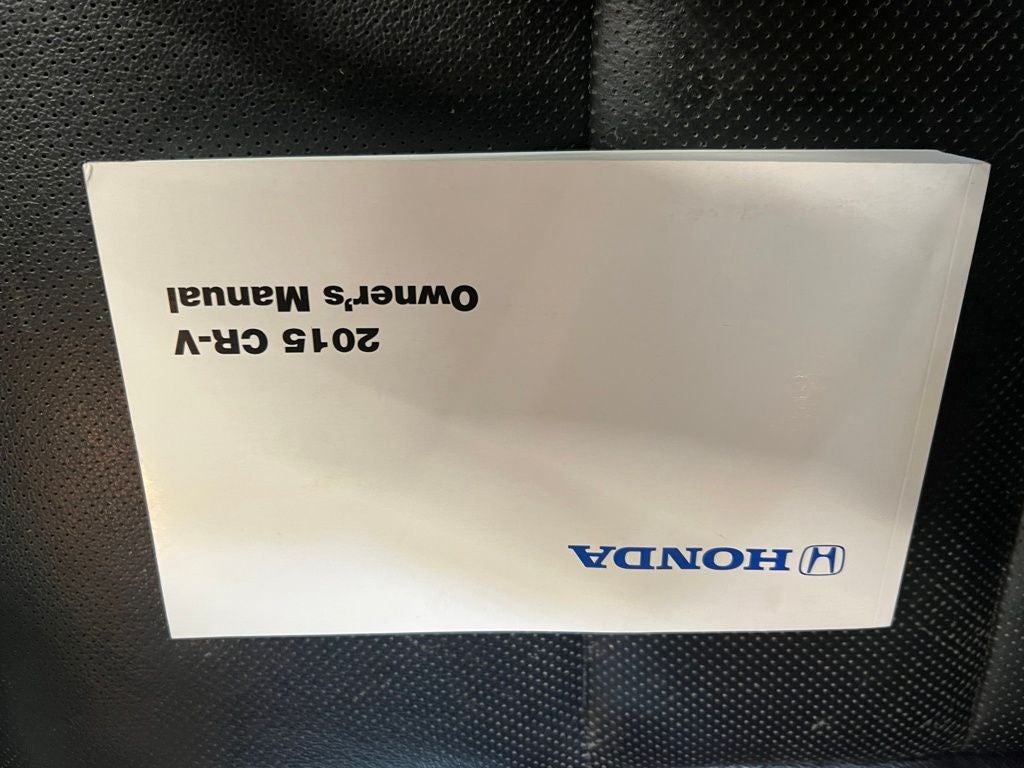 HONDA
2015 CR-V
Owner's Manual